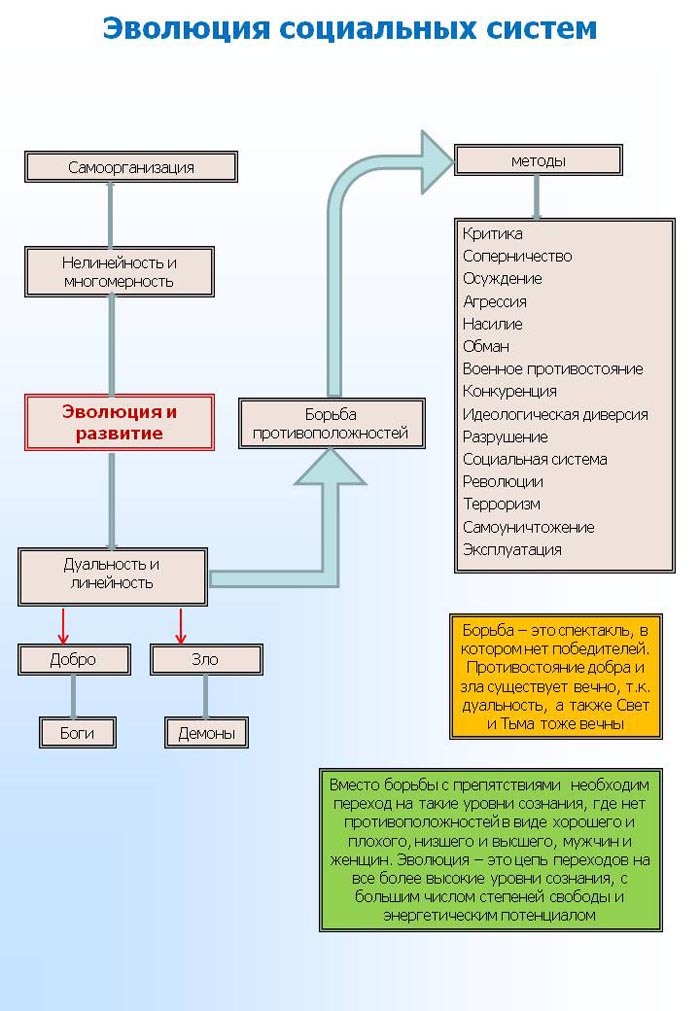 Эволюция социальных систем
Самоорганизация
Нелинейность и
многомерность
Эволюция и
развитие
Дуальность и
линейность
Добро
Зло
Боги
Демоны
Борьба
противоположностей
методы
Критика
Соперничество
Осуждение
Агрессия
Насилие
Обман
Военное противостояние
Конкуренция
Идеологическая диверсия
Разрушение
Социальная система
Революции
Терроризм
Самоуничтожение
Эксплуатация
Борьба – это спектакль, в
котором нет победителей.
Противостояние добра и
зла существует вечно, т.к.
дуальность, а также Свет
и Тьма тоже вечны
Вместо борьбы с препятствиями необходим
переход на такие уровни сознания, где нет
противоположностей в виде хорошего и
плохого, низшего и высшего, мужчин и
женщин. Эволюция – это цепь переходов на
все более высокие уровни сознания, с
большим числом степеней свободы и
энергетическим потенциалом